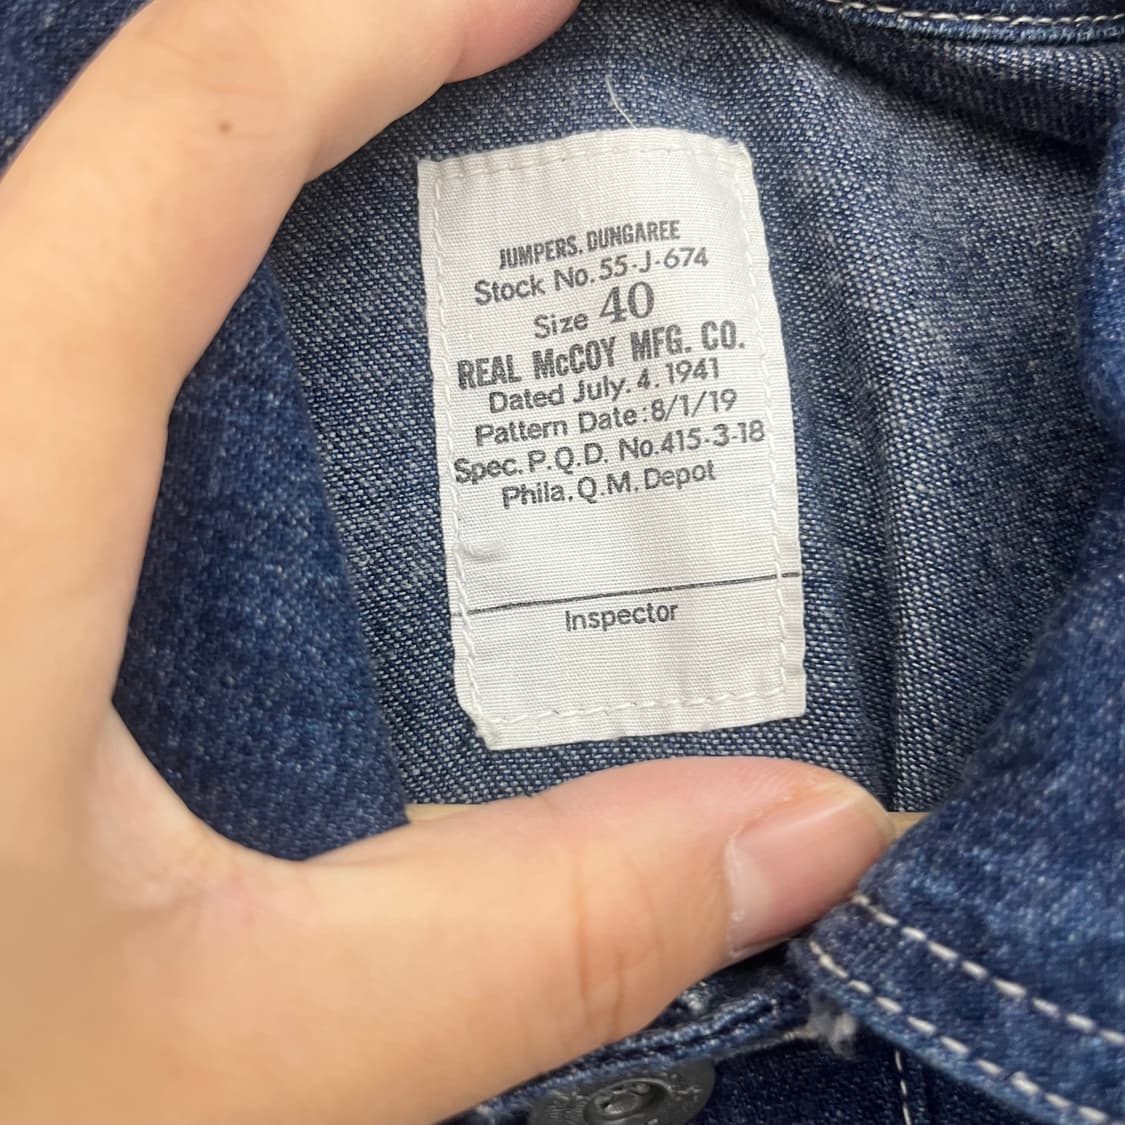 JUMPERS, DUNGAREE
Stock No. 55-J-674
Size 40
REAL McCOY MFG. CO.
Dated July. 4. 1941
Pattern Date: 8/1/19
Spec. P.Q.D. No. 415-3-18
Phila. Q.M. Depot
Inspector